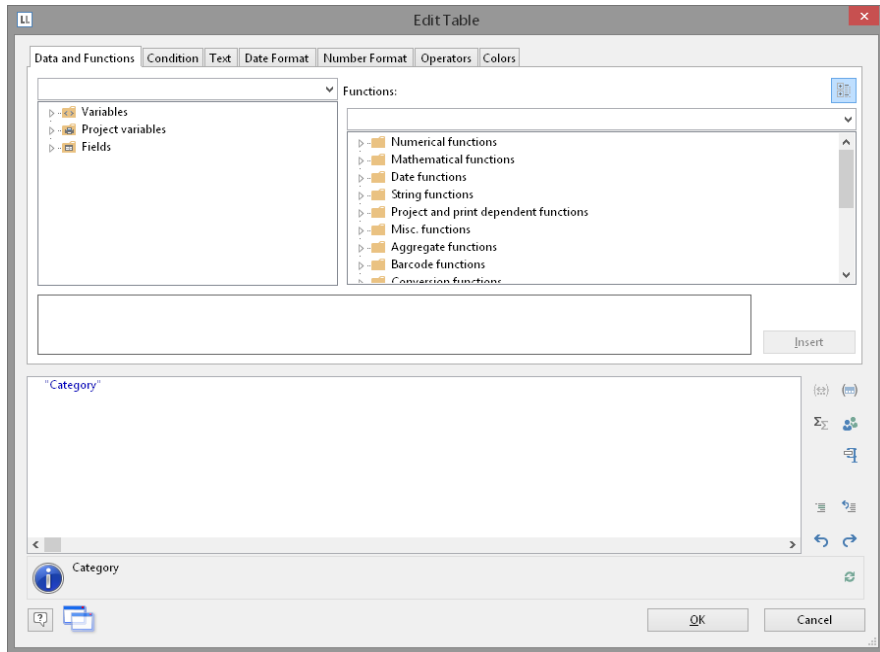 LL
Edit Table
Data and Functions Condition Text Date Format Number Format Operators Colors
Functions:
Variables
Project variables
Fields
Numerical functions
Mathematical functions
Date functions
String functions
Project and print dependent functions
Misc. functions
Aggregate functions
Barcode functions
Conversion functions
Insert
"Category"
Category
OK
Cancel